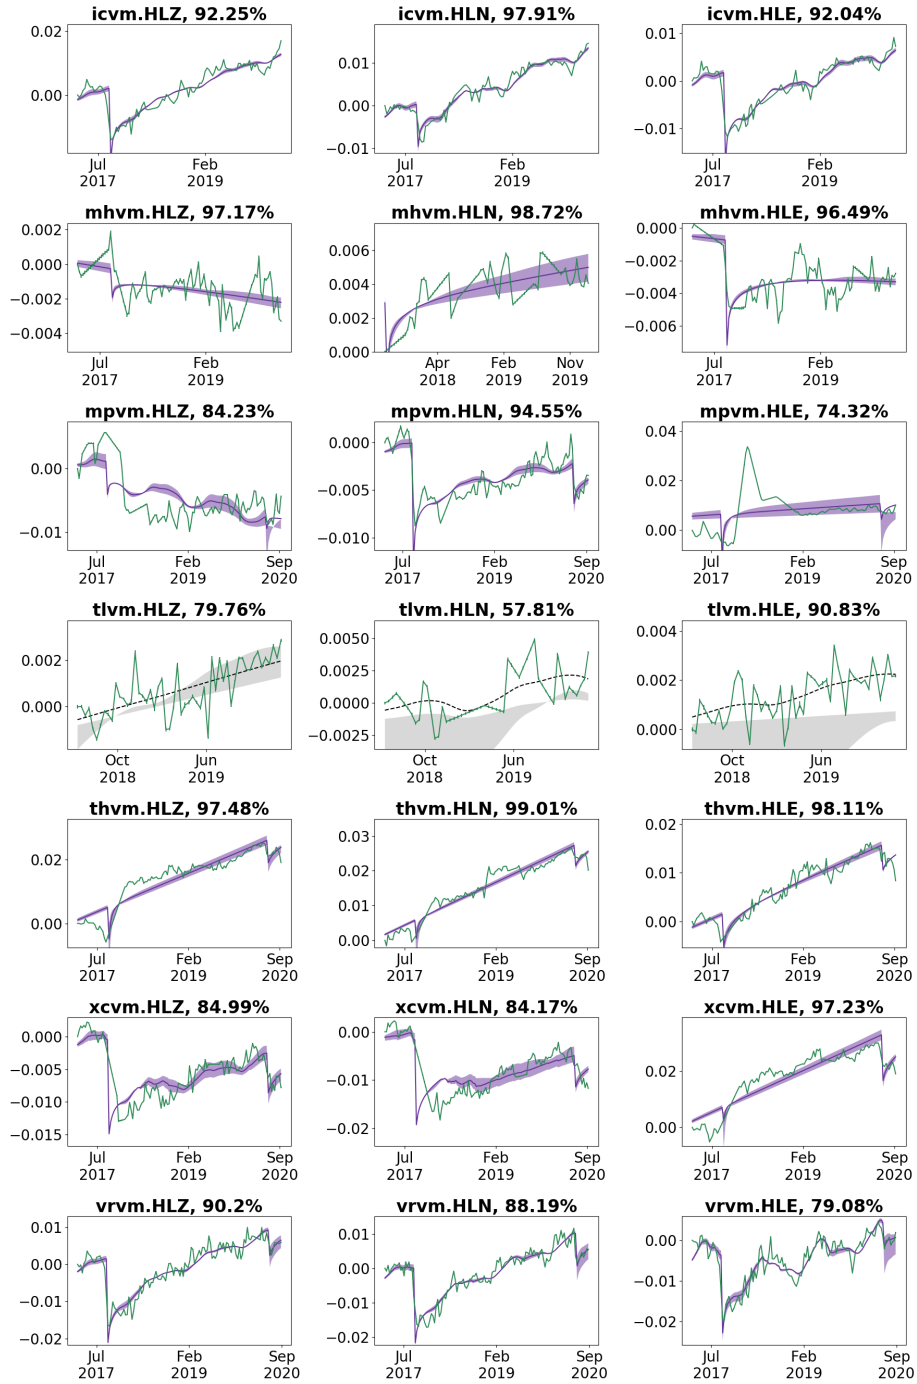 icvm.HLZ, 92.25%
0.02
0.00
Jul
2017
Feb
2019
icvm.HLN, 97.91%
0.01
0.00
−0.01
Jul
2017
Feb
2019
icvm.HLE, 92.04%
0.01
0.00
−0.01
Jul
2017
Feb
2019
mhvm.HLZ, 97.17%
0.002
0.000
−0.002
−0.004
Jul
2017
Feb
2019
mhvm.HLN, 98.72%
0.006
0.004
0.002
0.000
Apr
2018
Feb
2019
Nov
2019
mhvm.HLE, 96.49%
0.000
−0.002
−0.004
−0.006
Jul
2017
Feb
2019
mpvm.HLZ, 84.23%
0.00
−0.01
Jul
2017
Feb
2019
Sep
2020
mpvm.HLN, 94.55%
0.000
−0.005
−0.010
Jul
2017
Feb
2019
Sep
2020
mpvm.HLE, 74.32%
0.04
0.02
0.00
Jul
2017
Feb
2019
Sep
2020
tlvm.HLZ, 79.76%
0.002
0.000
Oct
2018
Jun
2019
tlvm.HLN, 57.81%
0.0050
0.0025
0.0000
−0.0025
Oct
2018
Jun
2019
tlvm.HLE, 90.83%
0.004
0.002
0.000
Oct
2018
Jun
2019
thvm.HLZ, 97.48%
0.02
0.00
Jul
2017
Feb
2019
Sep
2020
thvm.HLN, 99.01%
0.03
0.02
0.01
0.00
Jul
2017
Feb
2019
Sep
2020
thvm.HLE, 98.11%
0.02
0.01
0.00
Jul
2017
Feb
2019
Sep
2020
xcvm.HLZ, 84.99%
0.000
−0.005
−0.010
−0.015
Jul
2017
Feb
2019
Sep
2020
xcvm.HLN, 84.17%
0.00
−0.01
−0.02
Jul
2017
Feb
2019
Sep
2020
xcvm.HLE, 97.23%
0.02
0.00
Jul
2017
Feb
2019
Sep
2020
vrvm.HLZ, 90.2%
0.01
0.00
−0.01
−0.02
Jul
2017
Feb
2019
Sep
2020
vrvm.HLN, 88.19%
0.01
0.00
−0.01
−0.02
Jul
2017
Feb
2019
Sep
2020
vrvm.HLE, 79.08%
0.00
−0.01
−0.02
Jul
2017
Feb
2019
Sep
2020